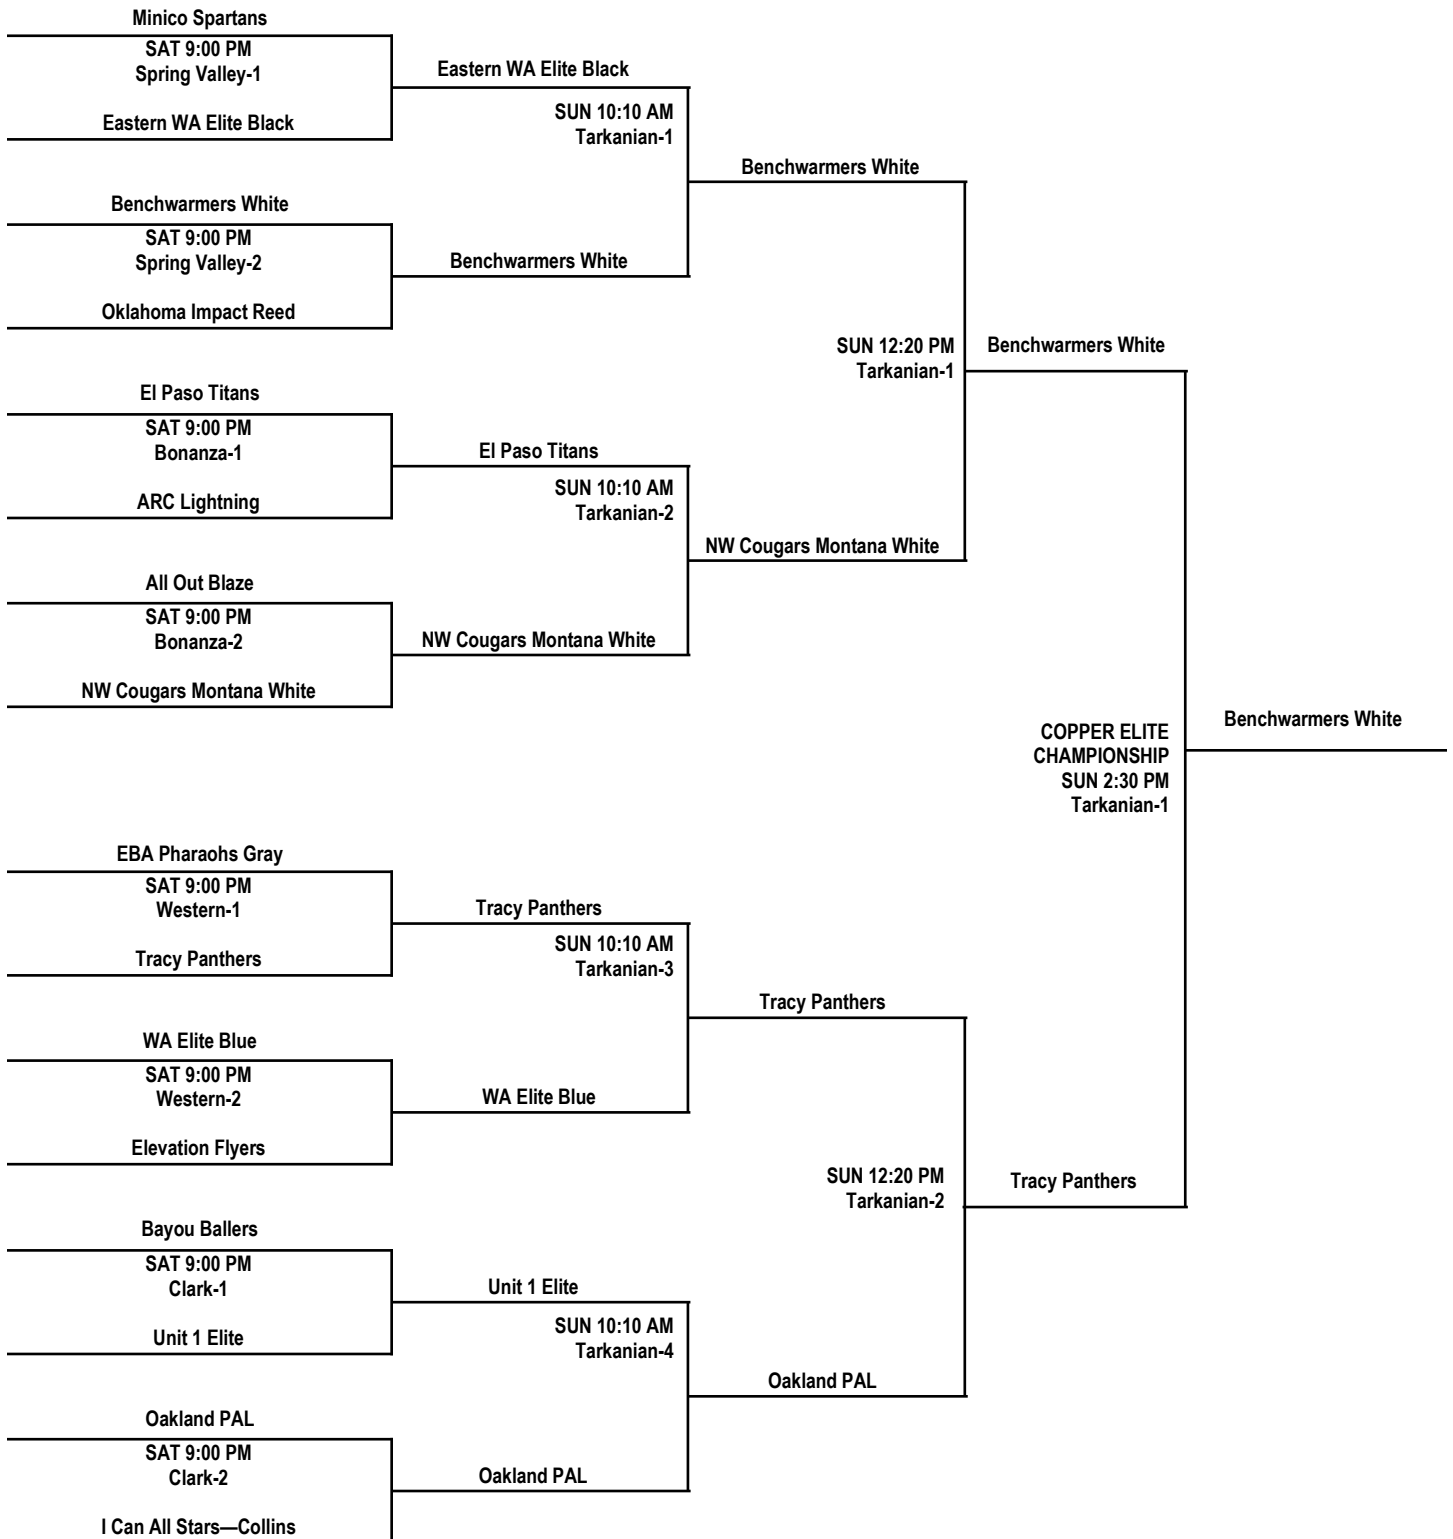 Minico Spartans
SAT 9:00 PM
Spring Valley-1
Eastern WA Elite Black
Eastern WA Elite Black
SUN 10:10 AM
Tarkanian-1
Benchwarmers White
Benchwarmers White
SAT 9:00 PM
Spring Valley-2
Benchwarmers White
Oklahoma Impact Reed
SUN 12:20 PM
Tarkanian-1
Benchwarmers White
El Paso Titans
SAT 9:00 PM
Bonanza-1
El Paso Titans
ARC Lightning
SUN 10:10 AM
Tarkanian-2
NW Cougars Montana White
All Out Blaze
SAT 9:00 PM
Bonanza-2
NW Cougars Montana White
NW Cougars Montana White
COPPER ELITE
CHAMPIONSHIP
SUN 2:30 PM
Tarkanian-1
Benchwarmers White
EBA Pharaohs Gray
SAT 9:00 PM
Western-1
Tracy Panthers
Tracy Panthers
SUN 10:10 AM
Tarkanian-3
Tracy Panthers
WA Elite Blue
SAT 9:00 PM
Western-2
WA Elite Blue
Elevation Flyers
SUN 12:20 PM
Tarkanian-2
Tracy Panthers
Bayou Ballers
SAT 9:00 PM
Clark-1
Unit 1 Elite
Unit 1 Elite
SUN 10:10 AM
Tarkanian-4
Oakland PAL
Oakland PAL
SAT 9:00 PM
Clark-2
Oakland PAL
I Can All Stars—Collins